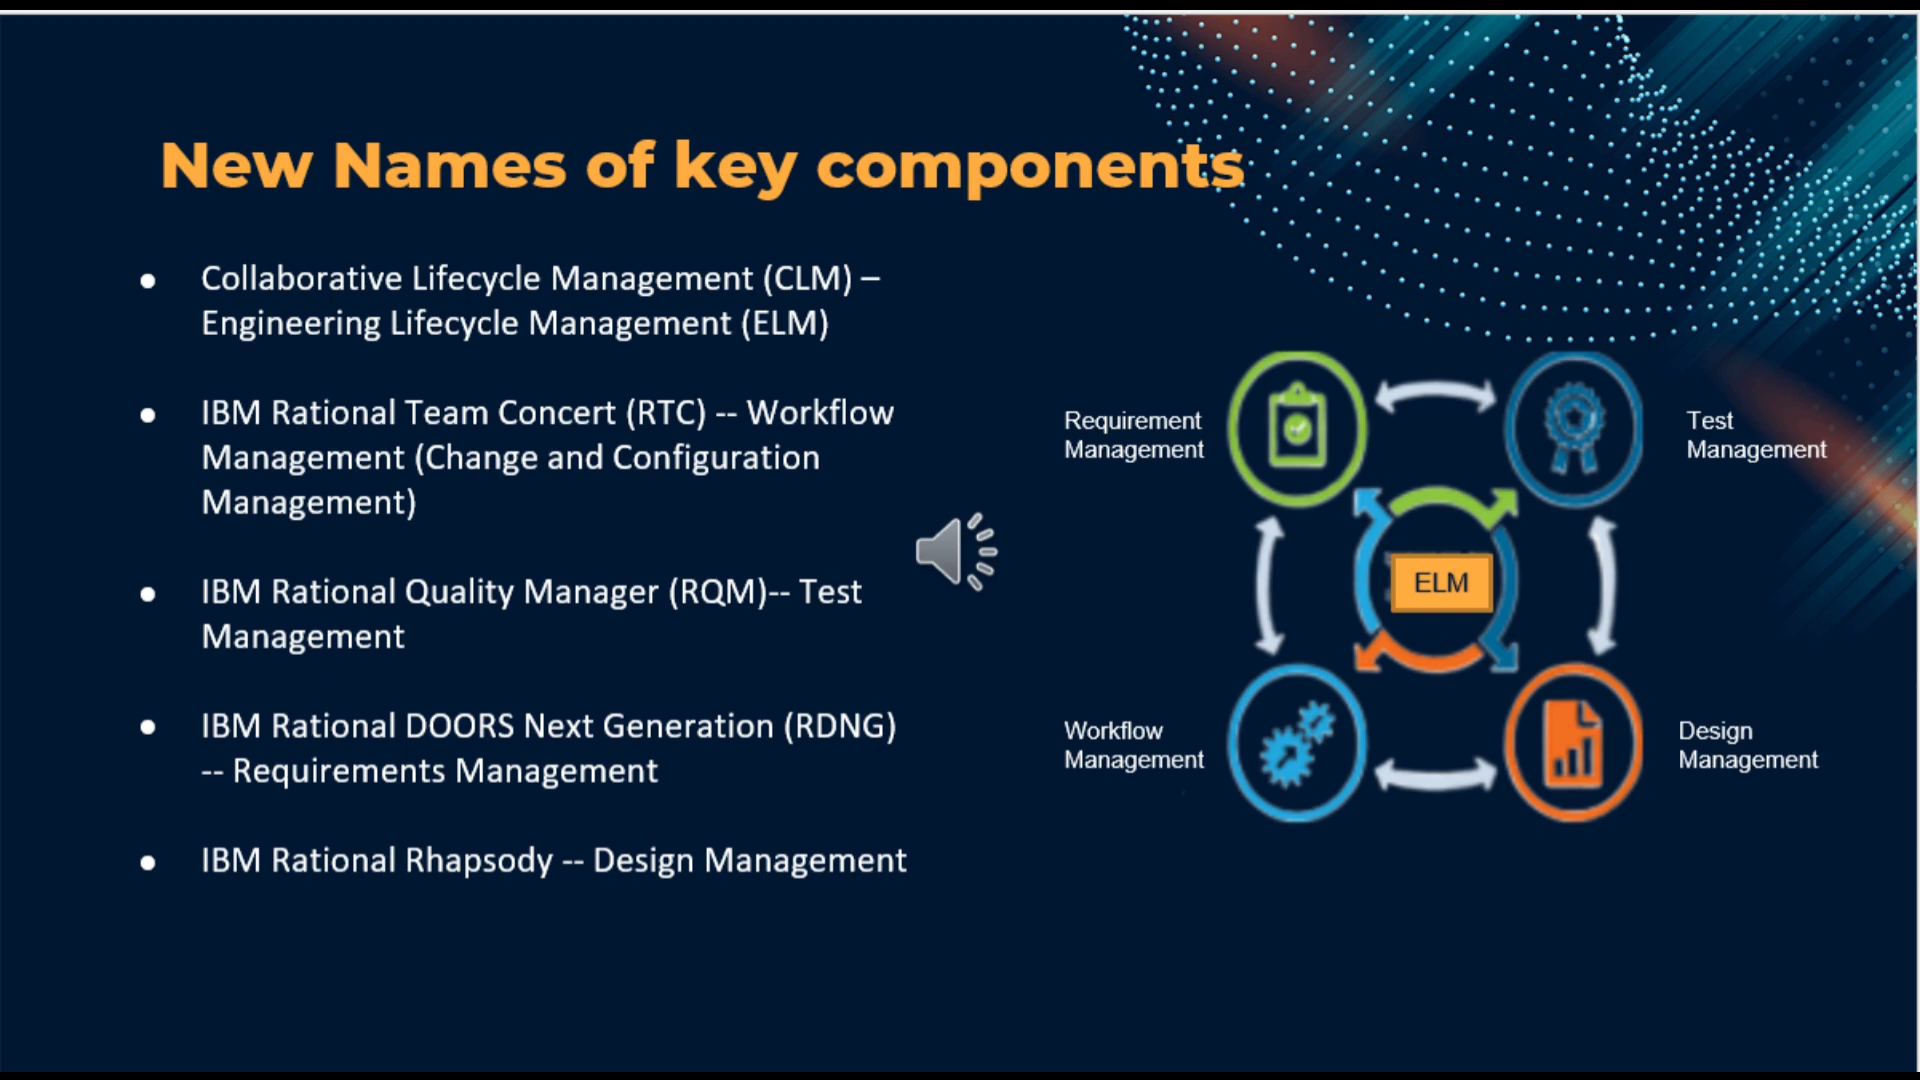 New Names of key components
● Collaborative Lifecycle Management (CLM) –
Engineering Lifecycle Management (ELM)
● IBM Rational Team Concert (RTC) -- Workflow
Management (Change and Configuration
Management)
● IBM Rational Quality Manager (RQM)-- Test
Management
● IBM Rational DOORS Next Generation (RDNG)
-- Requirements Management
● IBM Rational Rhapsody -- Design Management
Requirement
Management
Test
Management
ELM
Workflow
Management
Design
Management